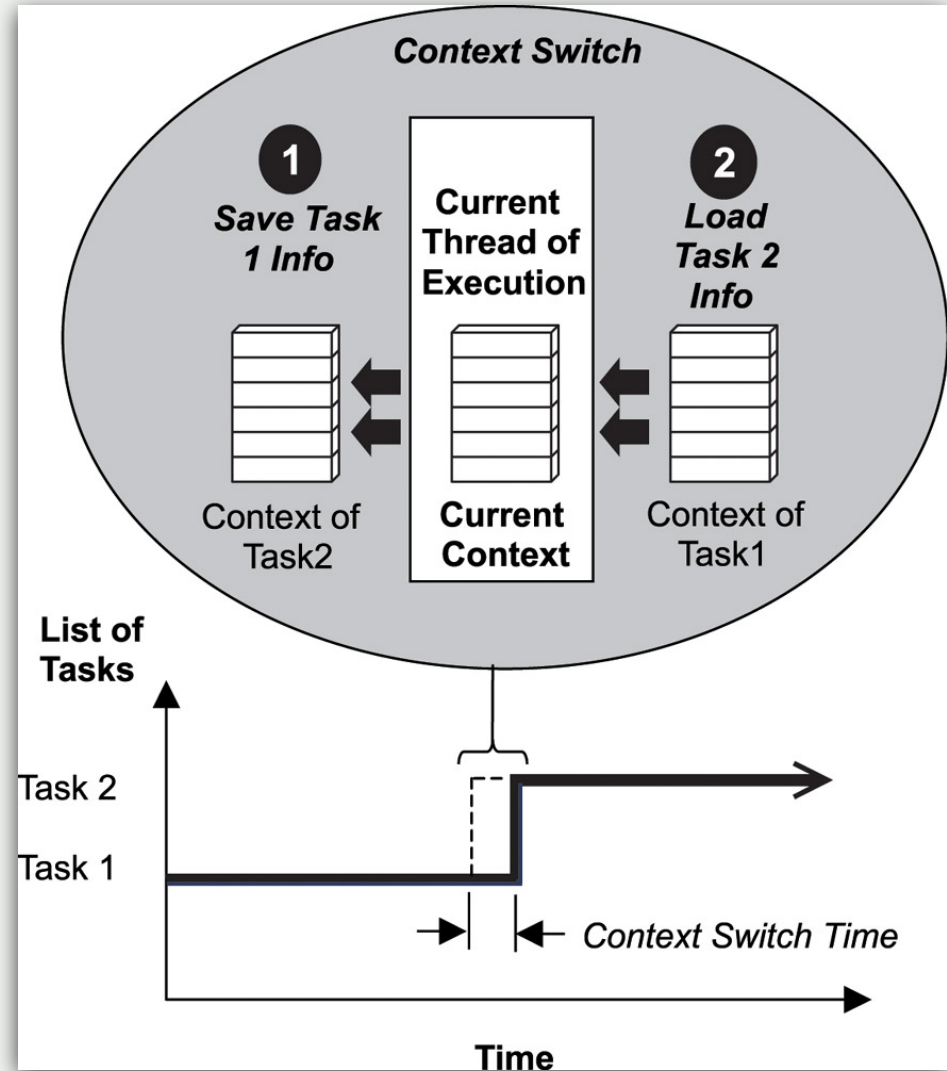 Context Switch
1
Save Task
1 Info
Current
Thread of
Execution
2
Load
Task 2
Info
Context of
Task2
Current
Context
Context of
Task1
List of
Tasks
Task 2
Task 1
Context Switch Time
Time